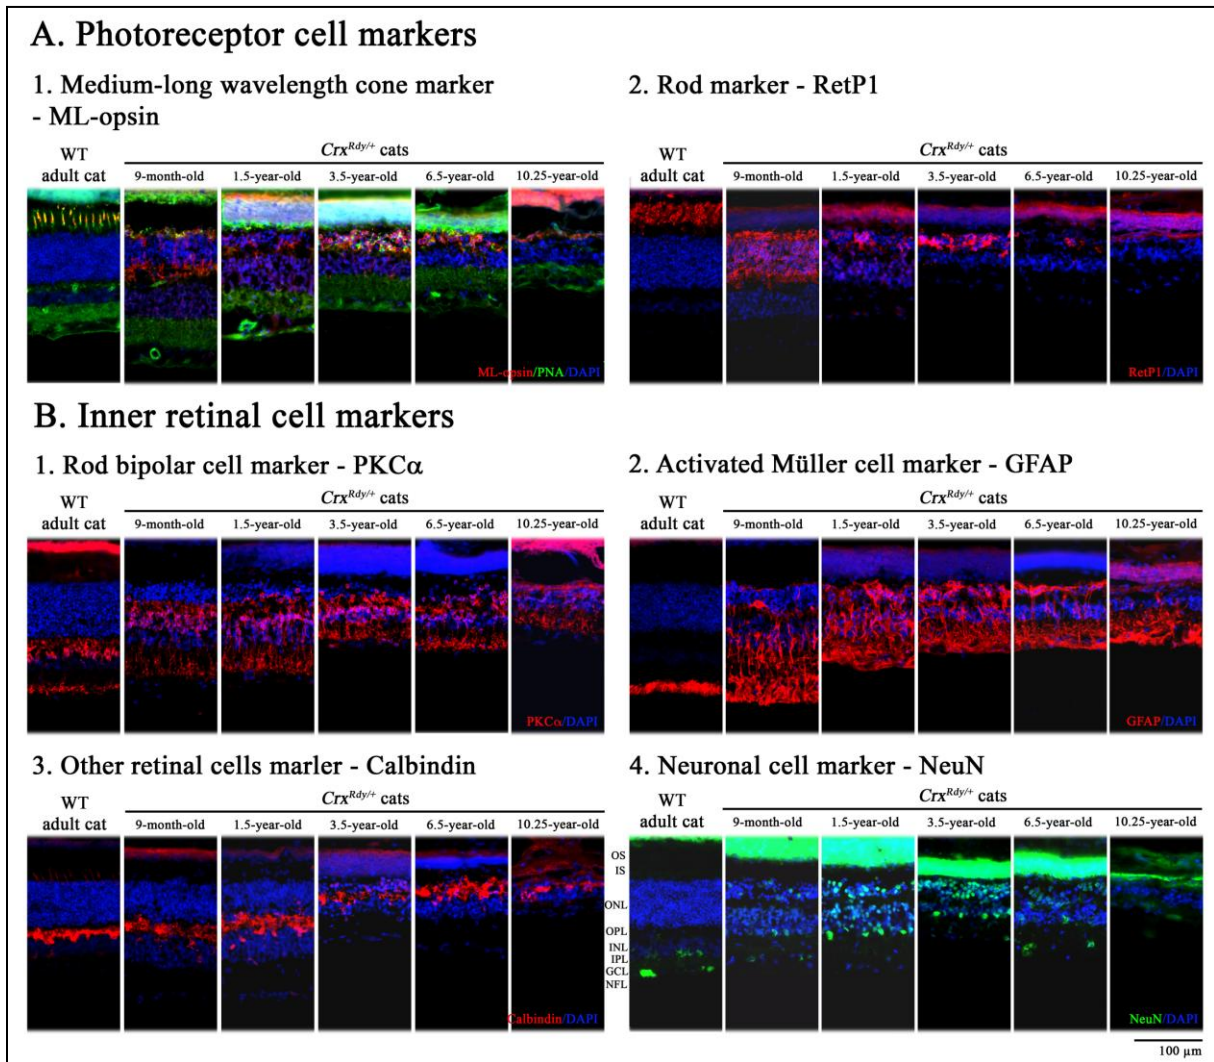 A. Photoreceptor cell markers
1. Medium-long wavelength cone marker
- ML-opsin
WT
adult cat
Crx^Rdy/+ cats
9-month-old 1.5-year-old 3.5-year-old 6.5-year-old 10.25-year-old
ML-opsin/PNA/DAPI
2. Rod marker - RetP1
WT
adult cat
Crx^Rdy/+ cats
9-month-old 1.5-year-old 3.5-year-old 6.5-year-old 10.25-year-old
RetP1/DAPI
B. Inner retinal cell markers
1. Rod bipolar cell marker - PKCα
WT
adult cat
Crx^Rdy/+ cats
9-month-old 1.5-year-old 3.5-year-old 6.5-year-old 10.25-year-old
PKCα/DAPI
2. Activated Müller cell marker - GFAP
WT
adult cat
Crx^Rdy/+ cats
9-month-old 1.5-year-old 3.5-year-old 6.5-year-old 10.25-year-old
GFAP/DAPI
3. Other retinal cells marler - Calbindin
WT
adult cat
Crx^Rdy/+ cats
9-month-old 1.5-year-old 3.5-year-old 6.5-year-old 10.25-year-old
Calbindin/DAPI
4. Neuronal cell marker - NeuN
WT
adult cat
Crx^Rdy/+ cats
9-month-old 1.5-year-old 3.5-year-old 6.5-year-old 10.25-year-old
OS
IS
ONL
OPL
INL
IPL
GCL
NFL
NeuN/DAPI
100 µm